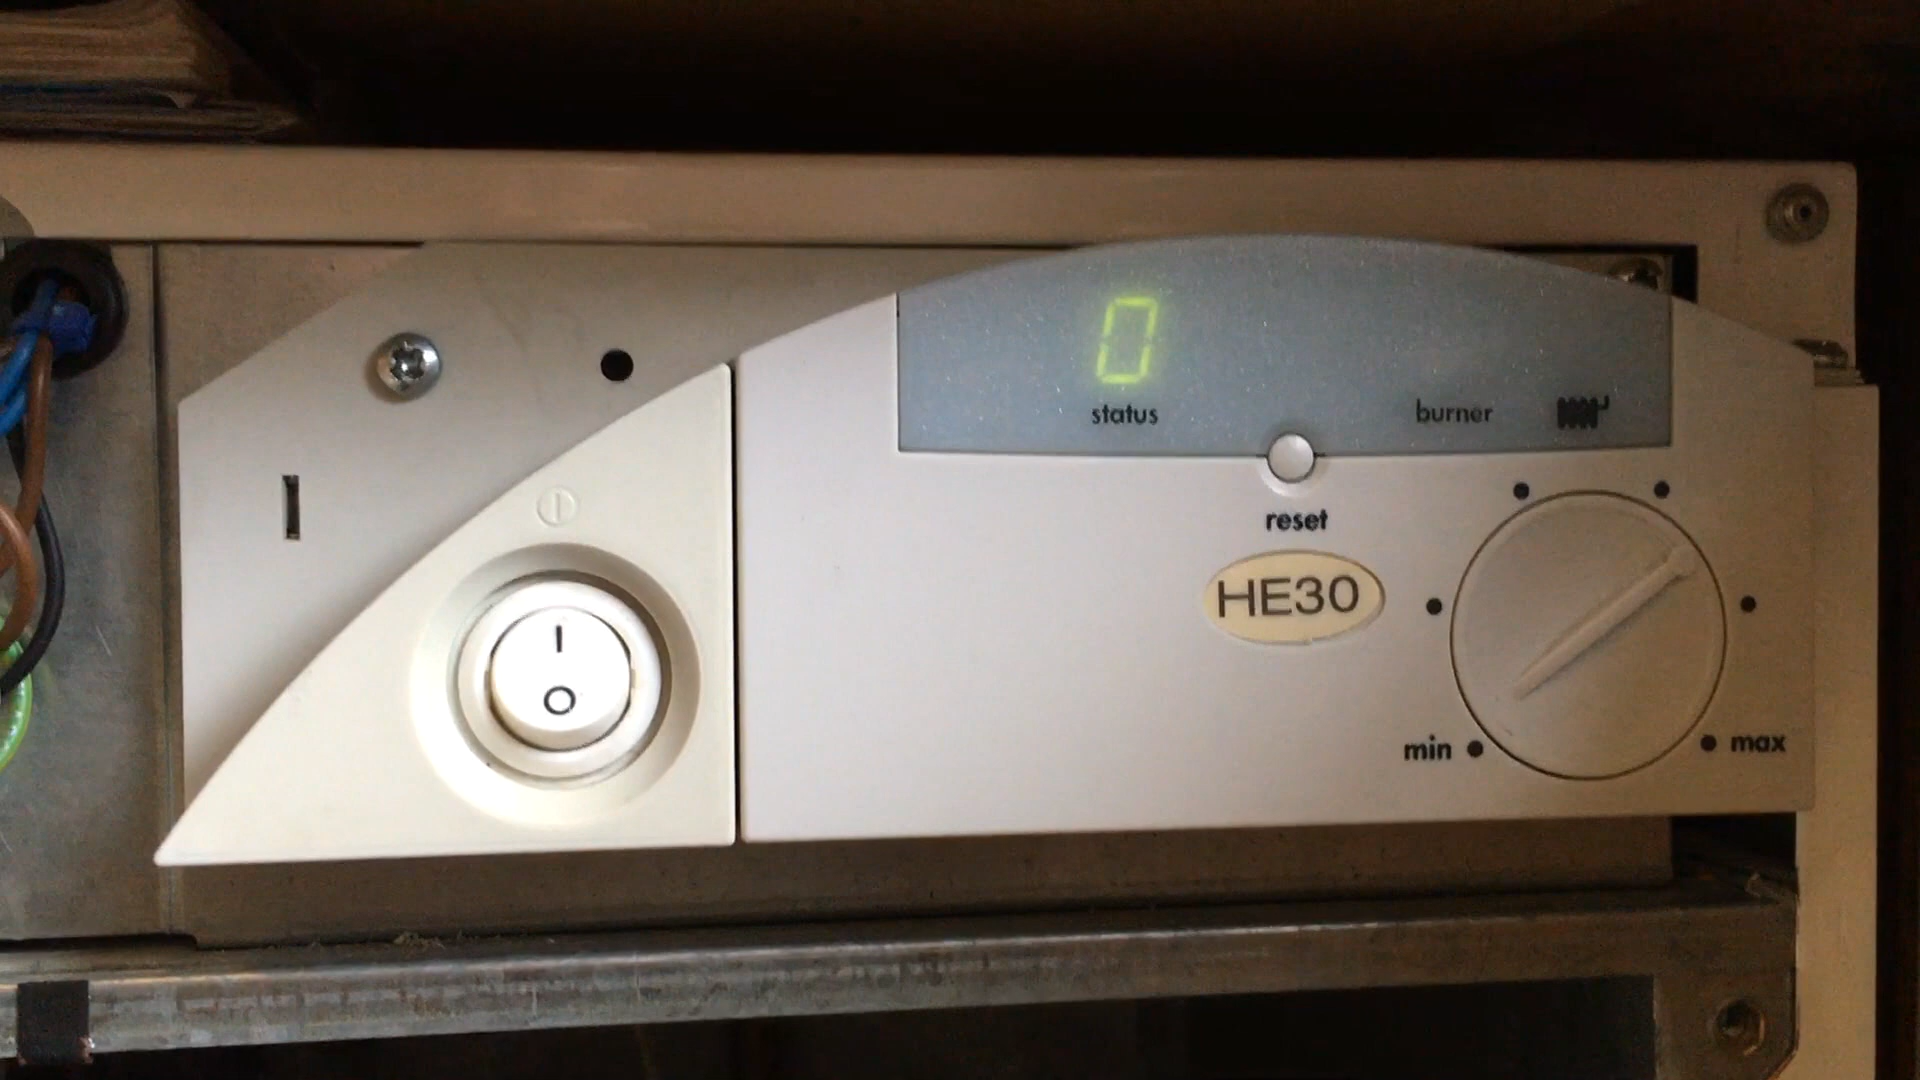 0
status
burner
reset
HE30
I
O
min
max